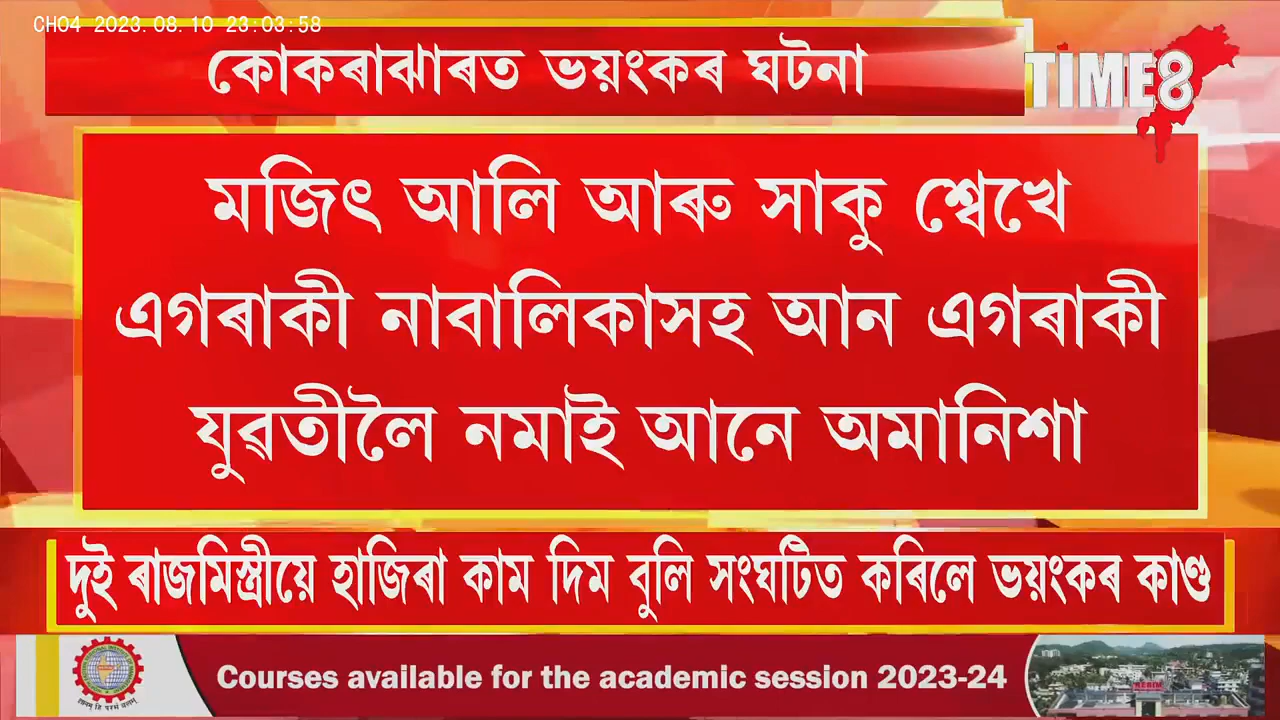 CH04 2023.08.10 23:03:58
কোকৰাঝাৰত ভয়ংকৰ ঘটনা
TIME8
মজিৎ আলি আৰু সাকু শ্বেখে
এগৰাকী নাবালিকাসহ আন এগৰাকী
যুৱতীলৈ নমাই আনে অমানিশা
দুই ৰাজমিস্ত্ৰীয়ে হাজিৰা কাম দিম বুলি সংঘটিত কৰিলে ভয়ংকৰ কাণ্ড
Courses available for the academic session 2023-24